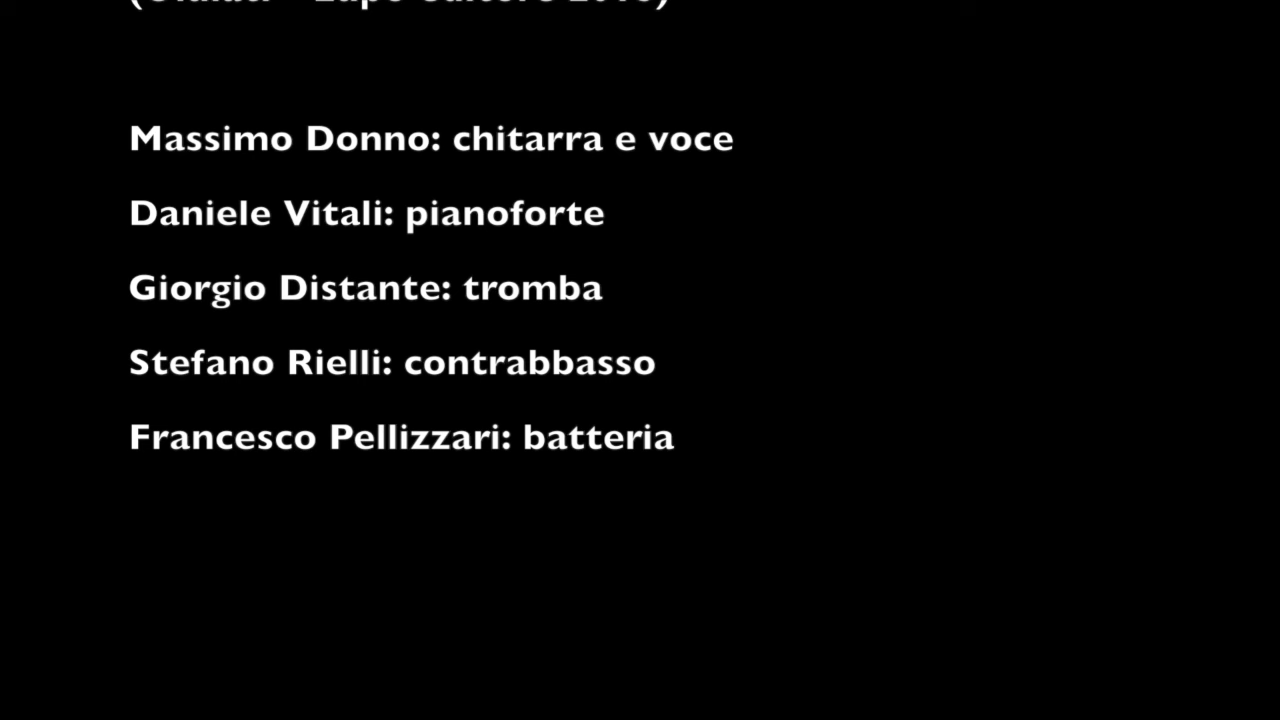 Massimo Donno: chitarra e voce
Daniele Vitali: pianoforte
Giorgio Distante: tromba
Stefano Rielli: contrabbasso
Francesco Pellizzari: batteria